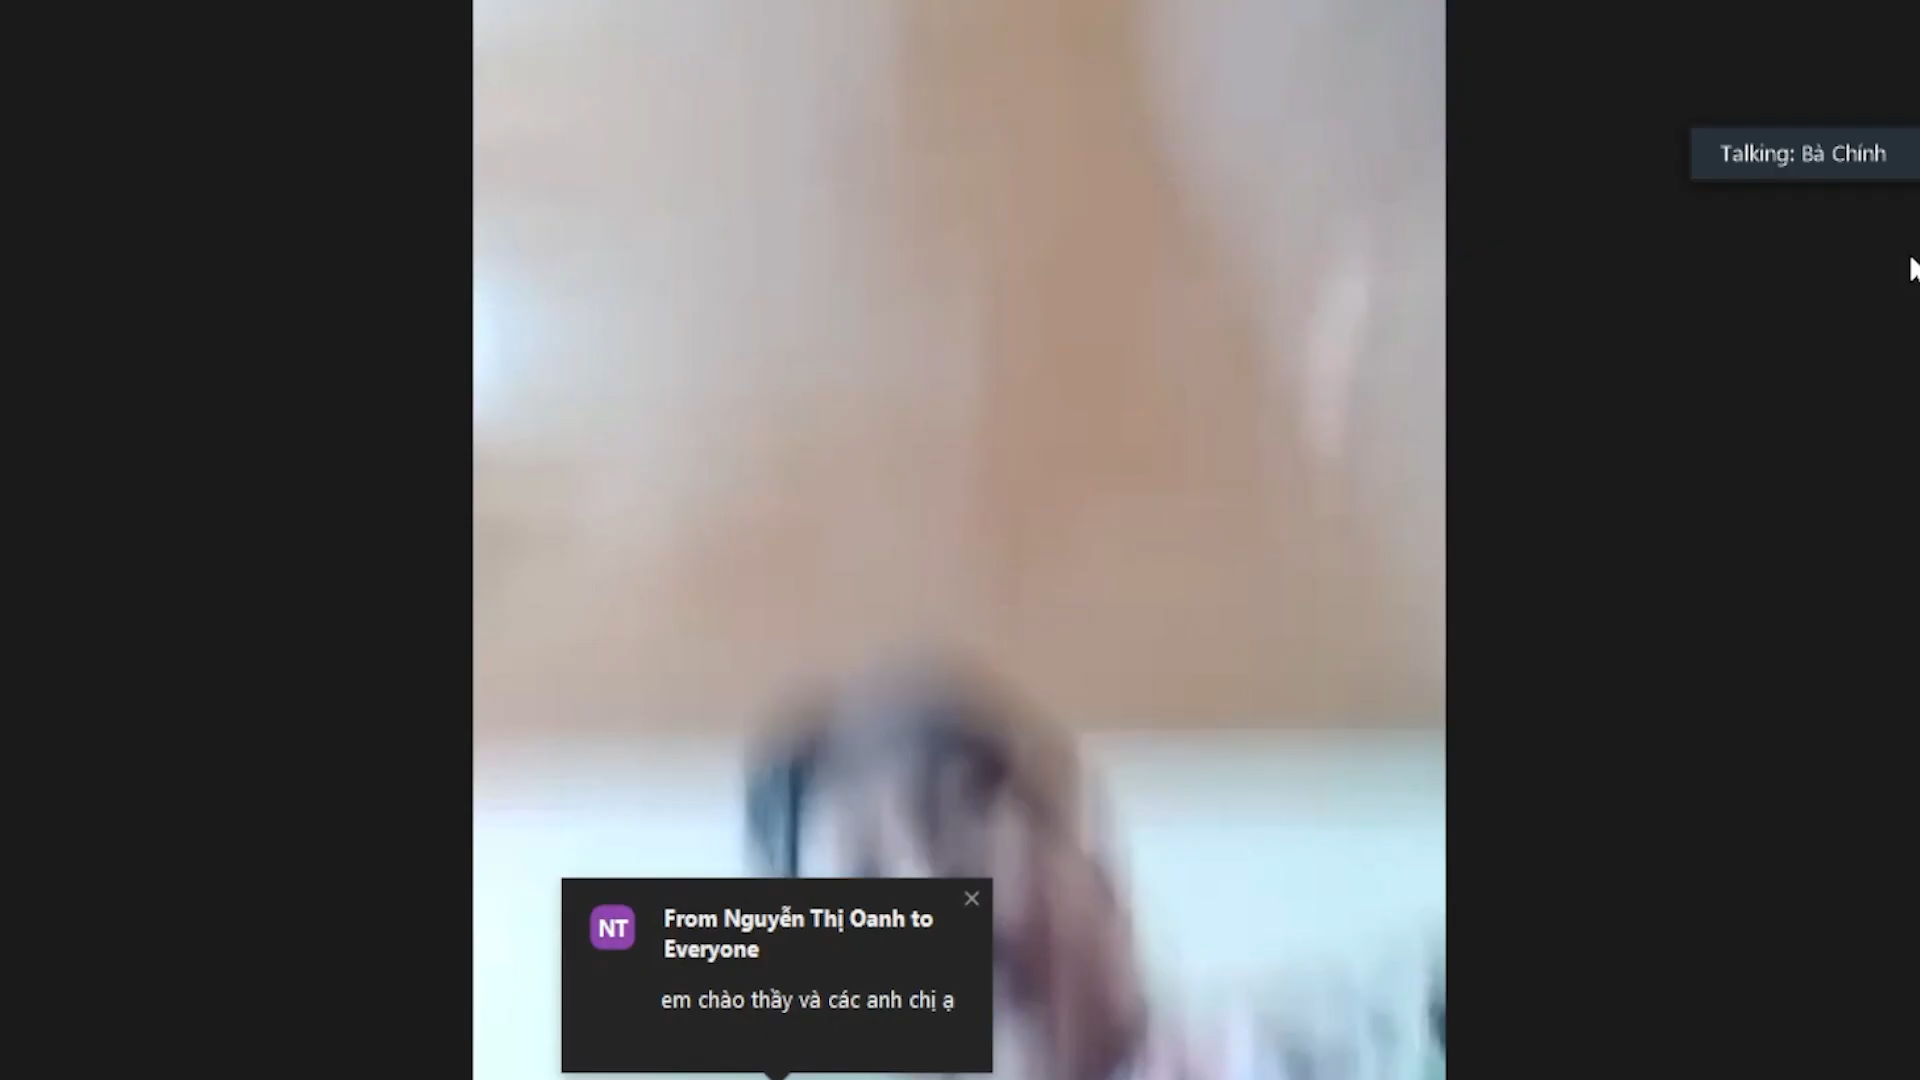 Talking: Bà Chính
NT
From Nguyễn Thị Oanh to
Everyone
em chào thầy và các anh chị ạ